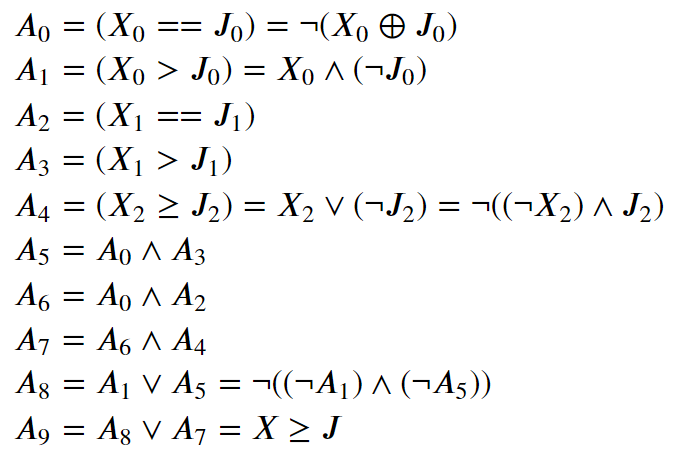 A₀ = (X₀ == J₀) = ¬(X₀ ⊕ J₀)
A₁ = (X₀ > J₀) = X₀ ∧ (¬J₀)
A₂ = (X₁ == J₁)
A₃ = (X₁ > J₁)
A₄ = (X₂ ≥ J₂) = X₂ ∨ (¬J₂) = ¬((¬X₂) ∧ J₂)
A₅ = A₀ ∧ A₃
A₆ = A₀ ∧ A₂
A₇ = A₆ ∧ A₄
A₈ = A₁ ∨ A₅ = ¬((¬A₁) ∧ (¬A₅))
A₉ = A₈ ∨ A₇ = X ≥ J